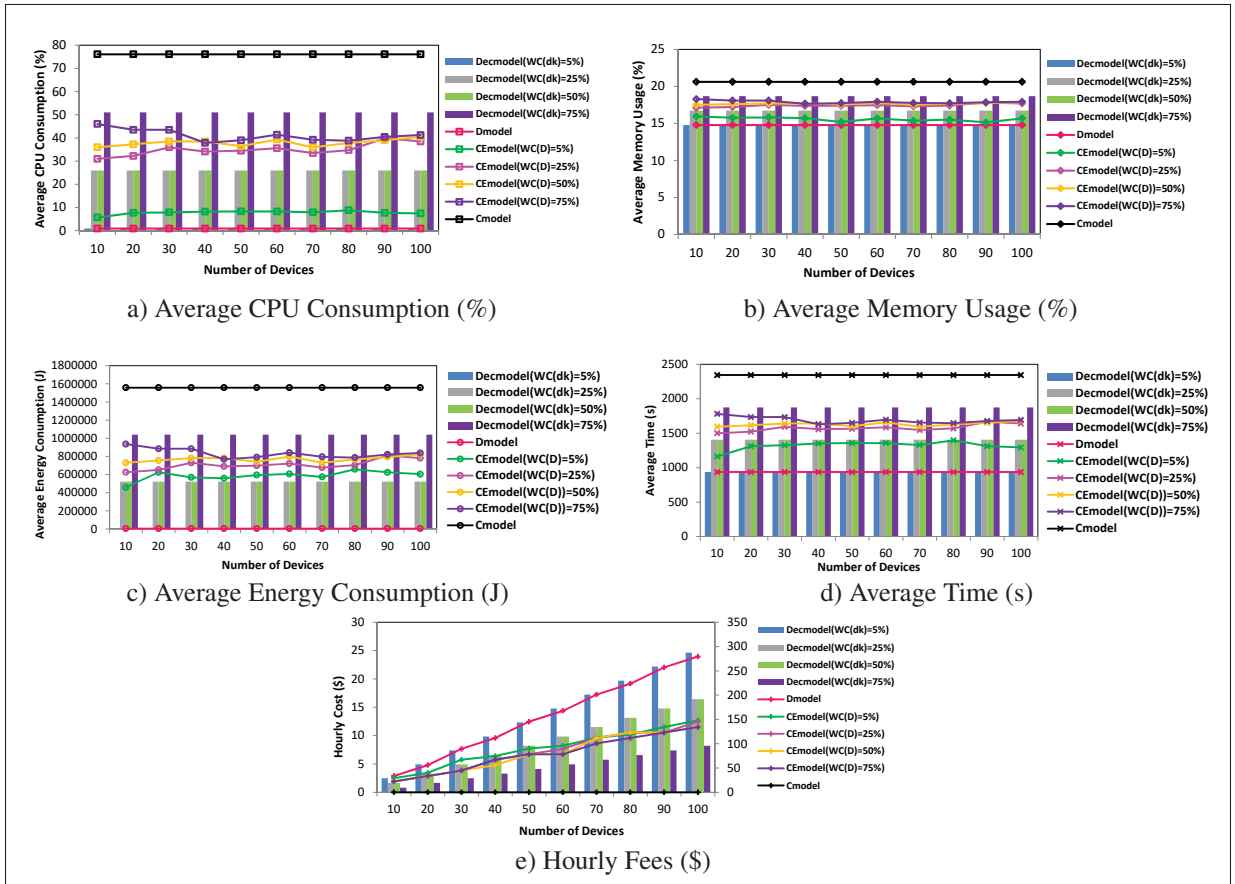 80
70
60
50
40
30
20
10
0
Average CPU Consumption (%)
10 20 30 40 50 60 70 80 90 100
Number of Devices
Decmodel(WC(dk)=5%)
Decmodel(WC(dk)=25%)
Decmodel(WC(dk)=50%)
Decmodel(WC(dk)=75%)
Dmodel
CEmodel(WC(D)=5%)
CEmodel(WC(D)=25%)
CEmodel(WC(D)=50%)
CEmodel(WC(D)=75%)
Cmodel
a) Average CPU Consumption (%)
25
20
15
10
5
0
Average Memory Usage (%)
10 20 30 40 50 60 70 80 90 100
Number of Devices
Decmodel(WC(dk)=5%)
Decmodel(WC(dk)=25%)
Decmodel(WC(dk)=50%)
Decmodel(WC(dk)=75%)
Dmodel
CEmodel(WC(D)=5%)
CEmodel(WC(D)=25%)
CEmodel(WC(D))=50%)
CEmodel(WC(D))=75%)
Cmodel
b) Average Memory Usage (%)
1800000
1600000
1400000
1200000
1000000
800000
600000
400000
200000
0
Average Energy Conumption (J)
10 20 30 40 50 60 70 80 90 100
Number of Devices
Decmodel(WC(dk)=5%)
Decmodel(WC(dk)=25%)
Decmodel(WC(dk)=50%)
Decmodel(WC(dk)=75%)
Dmodel
CEmodel(WC(D)=5%)
CEmodel(WC(D)=25%)
CEmodel(WC(D))=50%)
CEmodel(WC(D))=75%)
Cmodel
c) Average Energy Consumption (J)
2500
2000
1500
1000
500
0
Average Time (s)
10 20 30 40 50 60 70 80 90 100
Number of Devices
Decmodel(WC(dk)=5%)
Decmodel(WC(dk)=25%)
Decmodel(WC(dk)=50%)
Decmodel(WC(dk)=75%)
Dmodel
CEmodel(WC(D)=5%)
CEmodel(WC(D)=25%)
CEmodel(WC(D))=50%)
CEmodel(WC(D))=75%)
Cmodel
d) Average Time (s)
30
25
20
15
10
5
0
Hourly Cost ($)
350
300
250
200
150
100
50
0
10 20 30 40 50 60 70 80 90 100
Number of Devices
Decmodel(WC(dk)=5%)
Decmodel(WC(dk)=25%)
Decmodel(WC(dk)=50%)
Decmodel(WC(dk)=75%)
Dmodel
CEmodel(WC(D)=5%)
CEmodel(WC(D)=25%)
CEmodel(WC(D)=50%)
CEmodel(WC(D)=75%)
Cmodel
e) Hourly Fees ($)